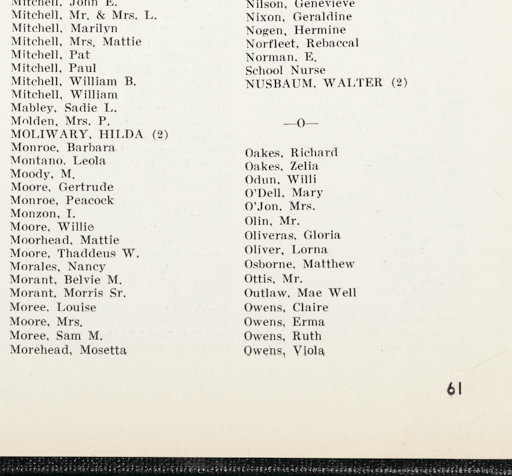 Mitchell, John E.
Mitchell, Mr. & Mrs. L.
Mitchell, Marilyn
Mitchell, Mrs. Mattie
Mitchell, Pat
Mitchell, Paul
Mitchell, William B.
Mitchell, William
Mabley, Sadie L.
Molden, Mrs. P.
MOLIWARY, HILDA (2)
Monroe, Barbara
Montano, Leola
Moody, M.
Moore, Gertrude
Monroe, Peacock
Monzon, I.
Moore, Willie
Moorhead, Mattie
Moore, Thaddeus W.
Morales, Nancy
Morant, Belvie M.
Morant, Morris Sr.
Moree, Louise
Moore, Mrs.
Moree, Sam M.
Morehead, Mosetta
Nilson, Genevieve
Nixon, Geraldine
Nogen, Hermine
Norfleet, Rebaccal
Norman, E.
School Nurse
NUSBAUM, WALTER (2)
—O—
Oakes, Richard
Oakes, Zelia
Odun, Willi
O'Dell, Mary
O'Jon, Mrs.
Olin, Mr.
Oliveras, Gloria
Oliver, Lorna
Osborne, Matthew
Ottis, Mr.
Outlaw, Mae Well
Owens, Claire
Owens, Erma
Owens, Ruth
Owens, Viola
61